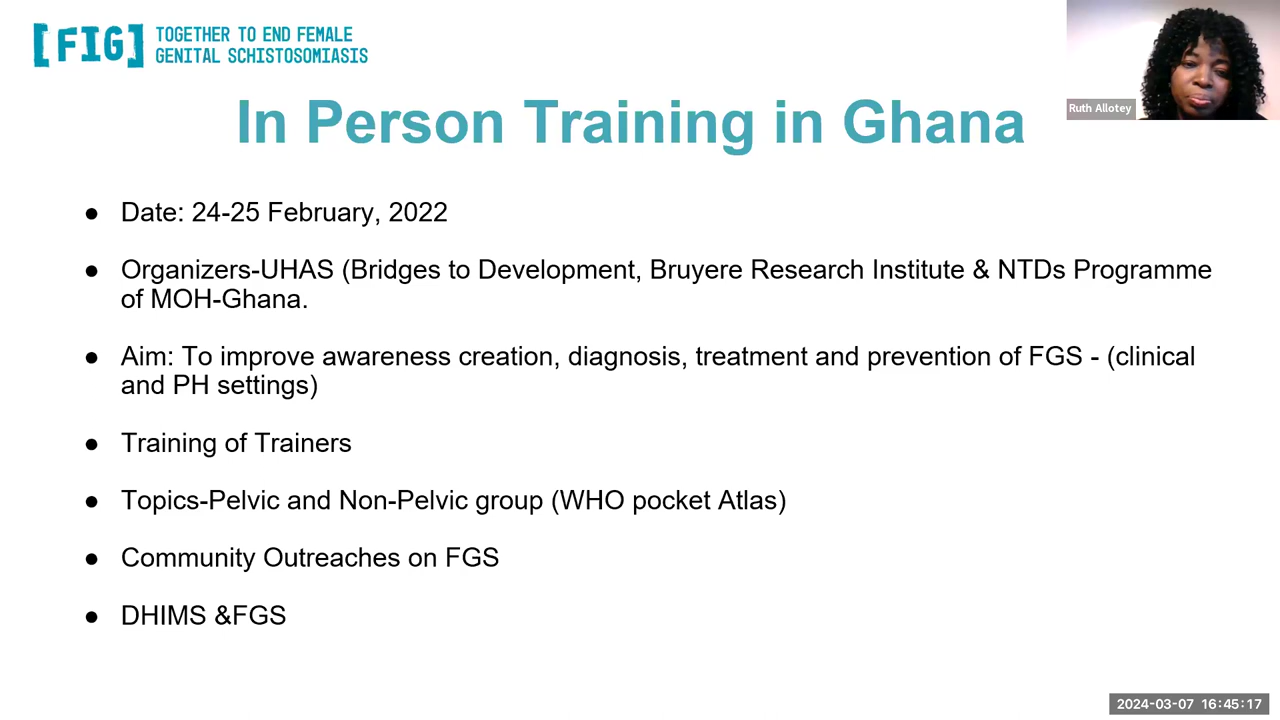 [FIG] TOGETHER TO END FEMALE
GENITAL SCHISTOSOMIASIS
Ruth Allotey
In Person Training in Ghana
● Date: 24-25 February, 2022
● Organizers-UHAS (Bridges to Development, Bruyere Research Institute & NTDs Programme
of MOH-Ghana.
● Aim: To improve awareness creation, diagnosis, treatment and prevention of FGS - (clinical
and PH settings)
● Training of Trainers
● Topics-Pelvic and Non-Pelvic group (WHO pocket Atlas)
● Community Outreaches on FGS
● DHIMS &FGS
2024-03-07 16:45:17